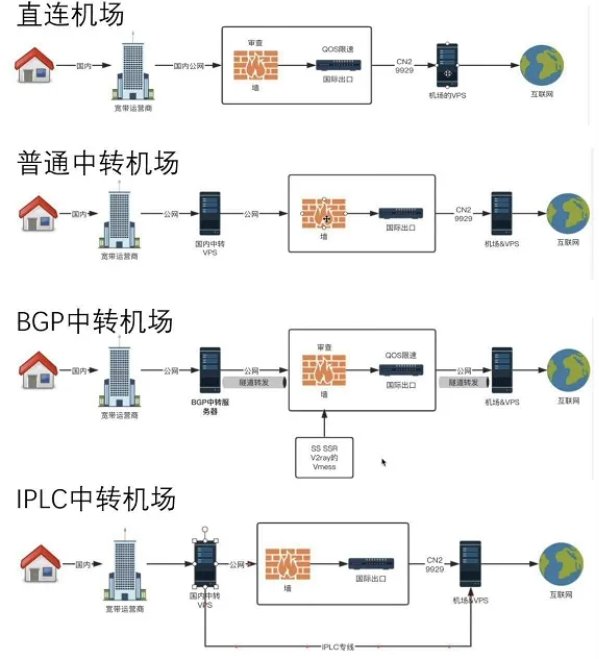 直连机场
审查
QOS限速
国内
国内公网
CN2
9929
墙
国际出口
宽带运营商
机场的VPS
互联网
普通中转机场
国内
公网
公网
CN2
9929
墙
国际出口
宽带运营商
国内中转
VPS
机场&VPS
互联网
BGP中转机场
审查
QOS限速
国内
公网
公网
公网
隧道转发
隧道转发
墙
国际出口
宽带运营商
BGP中转服
务器
机场&VPS
互联网
SS SSR
V2ray的
Vmess
IPLC中转机场
国内
公网
CN2
9929
墙
国际出口
宽带运营商
国内中转
VPS
机场&VPS
互联网
IPLC专线